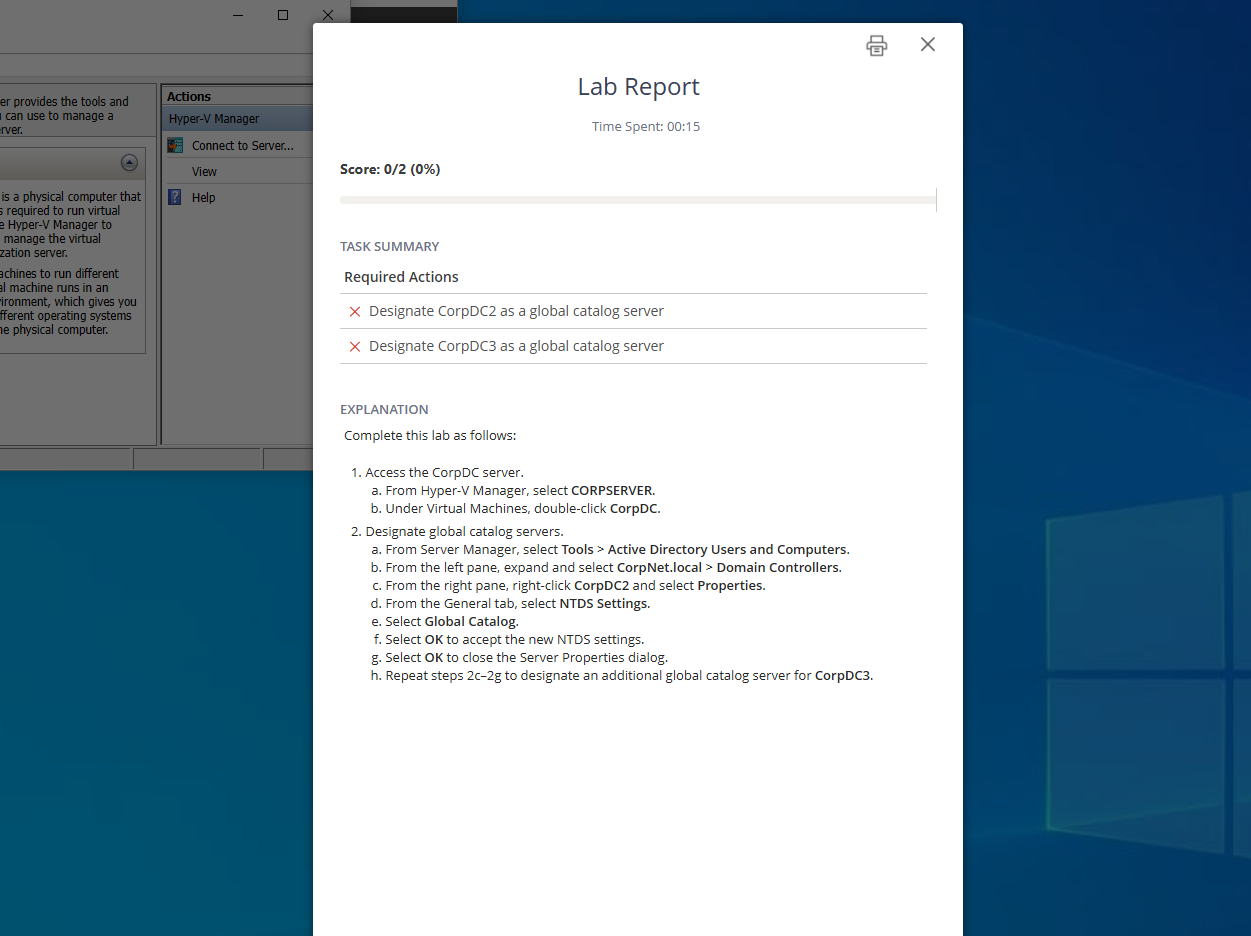 er provides the tools and
can use to manage a
rver.
is a physical computer that
s required to run virtual
e Hyper-V Manager to
manage the virtual
zation server.
achines to run different
al machine runs in an
vironment, which gives you
fferent operating systems
ne physical computer.
Actions
Hyper-V Manager
Connect to Server...
View
Help
Lab Report
Time Spent: 00:15
Score: 0/2 (0%)
TASK SUMMARY
Required Actions
Designate CorpDC2 as a global catalog server
Designate CorpDC3 as a global catalog server
EXPLANATION
Complete this lab as follows:
1. Access the CorpDC server.
a. From Hyper-V Manager, select CORPSERVER.
b. Under Virtual Machines, double-click CorpDC.
2. Designate global catalog servers.
a. From Server Manager, select Tools > Active Directory Users and Computers.
b. From the left pane, expand and select CorpNet.local > Domain Controllers.
c. From the right pane, right-click CorpDC2 and select Properties.
d. From the General tab, select NTDS Settings.
e. Select Global Catalog.
f. Select OK to accept the new NTDS settings.
g. Select OK to close the Server Properties dialog.
h. Repeat steps 2c–2g to designate an additional global catalog server for CorpDC3.